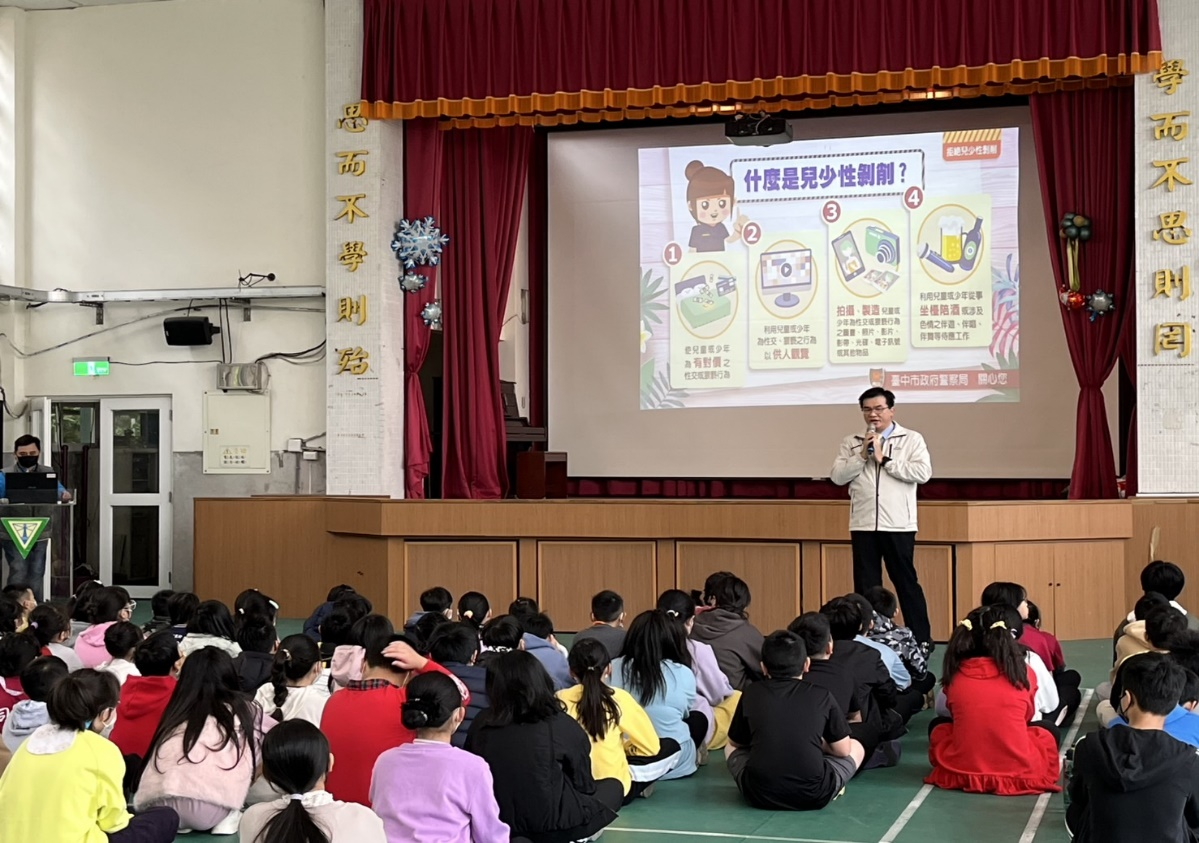 思而不學則殆
學而不思則罔
拒絕兒少性剝削
什麼是兒少性剝削？
1
使兒童或少年
為有對價之
性交或猥褻行為
2
利用兒童或少年
為性交、猥褻之行為
以供人觀覽
3
拍攝、製造兒童或
少年為性交或猥褻行為
之圖畫、照片、影片、
影帶、光碟、電子訊號
或其他物品
4
利用兒童或少年從事
坐檯陪酒或涉及
色情之伴遊、伴唱、
伴舞等侍應工作
臺中市政府警察局 關心您